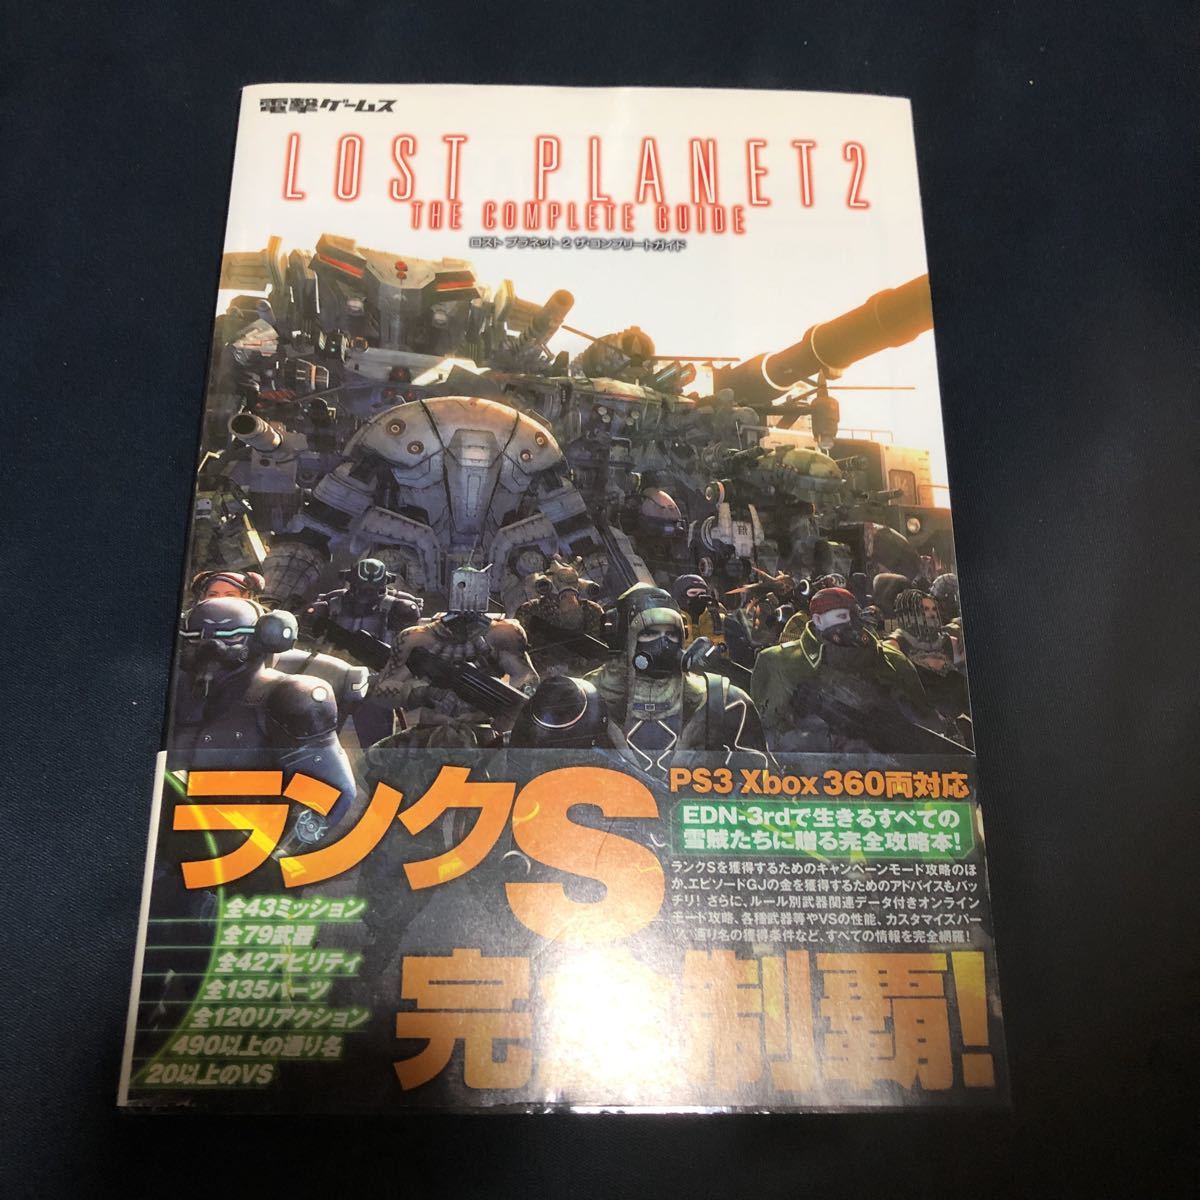 電撃ゲームス
LOST PLANET 2
THE COMPLETE GUIDE
ロスト プラネット 2 ザ・コンプリートガイド
ランクS
完全制覇!
PS3 Xbox 360両対応
EDN-3rdで生きるすべての
雪賊たちに贈る完全攻略本!
ランクSを獲得するためのキャンペーンモード攻略のほ
か、エピソードGJの金を獲得するためのアドバイスもバッ
チリ! さらに、ルール別武器関連データ付きオンライン
モード攻略、各種武器等やVSの性能、カスタマイズパー
ツ、通り名の獲得条件など、すべての情報を完全網羅!
全43ミッション
全79武器
全42アビリティ
全135パーツ
全120リアクション
490以上の通り名
20以上のVS